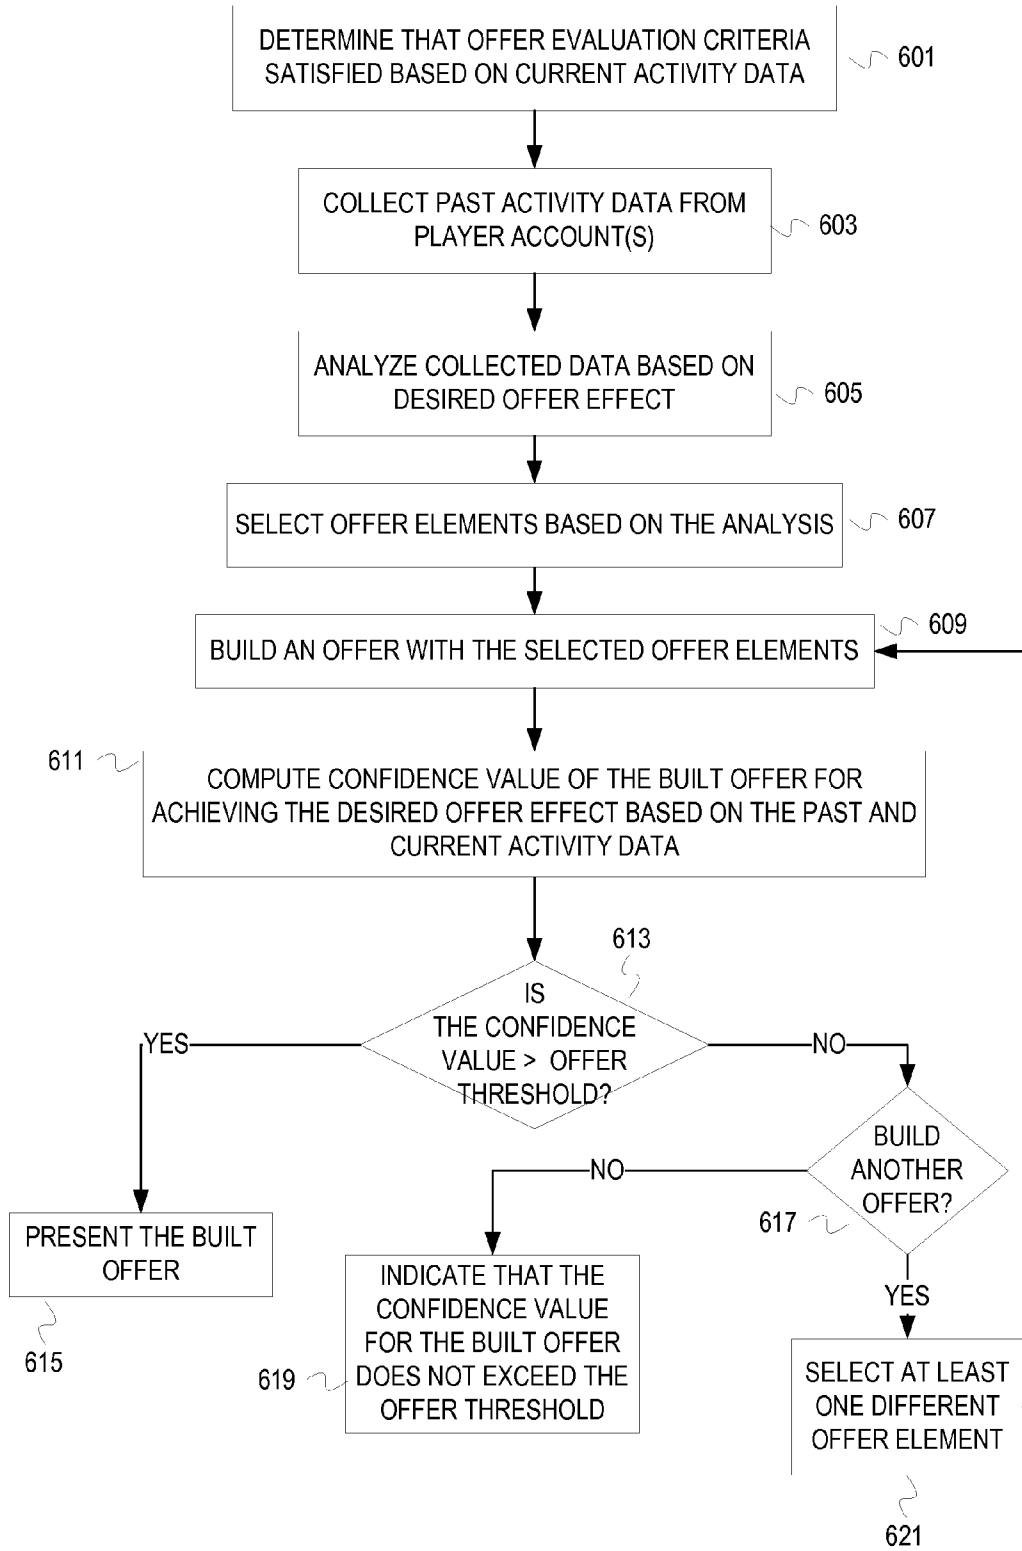 DETERMINE THAT OFFER EVALUATION CRITERIA
SATISFIED BASED ON CURRENT ACTIVITY DATA
601
COLLECT PAST ACTIVITY DATA FROM
PLAYER ACCOUNT(S)
603
ANALYZE COLLECTED DATA BASED ON
DESIRED OFFER EFFECT
605
SELECT OFFER ELEMENTS BASED ON THE ANALYSIS
607
609
BUILD AN OFFER WITH THE SELECTED OFFER ELEMENTS
611
COMPUTE CONFIDENCE VALUE OF THE BUILT OFFER FOR
ACHIEVING THE DESIRED OFFER EFFECT BASED ON THE PAST AND
CURRENT ACTIVITY DATA
613
IS
THE CONFIDENCE
VALUE > OFFER
THRESHOLD?
YES
NO
BUILD
ANOTHER
OFFER?
617
NO
YES
PRESENT THE BUILT
OFFER
615
INDICATE THAT THE
CONFIDENCE VALUE
FOR THE BUILT OFFER
DOES NOT EXCEED THE
OFFER THRESHOLD
619
SELECT AT LEAST
ONE DIFFERENT
OFFER ELEMENT
621